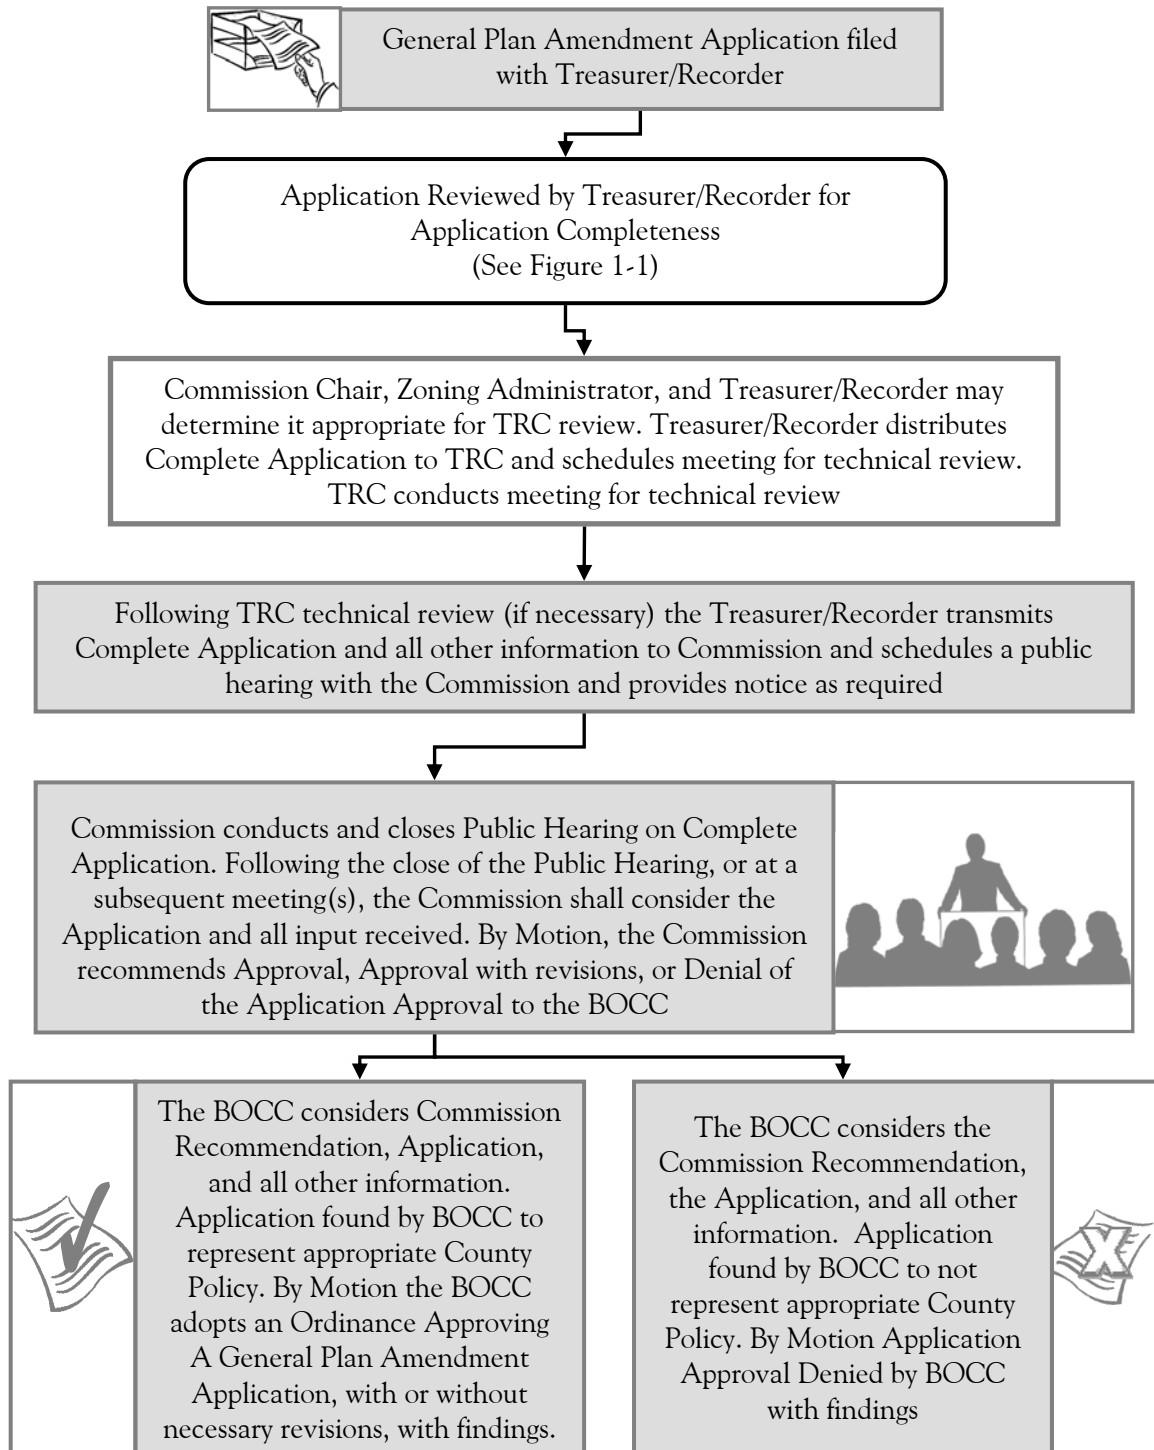 General Plan Amendment Application filed
with Treasurer/Recorder
Application Reviewed by Treasurer/Recorder for
Application Completeness
(See Figure 1-1)
Commission Chair, Zoning Administrator, and Treasurer/Recorder may
determine it appropriate for TRC review. Treasurer/Recorder distributes
Complete Application to TRC and schedules meeting for technical review.
TRC conducts meeting for technical review
Following TRC technical review (if necessary) the Treasurer/Recorder transmits
Complete Application and all other information to Commission and schedules a public
hearing with the Commission and provides notice as required
Commission conducts and closes Public Hearing on Complete
Application. Following the close of the Public Hearing, or at a
subsequent meeting(s), the Commission shall consider the
Application and all input received. By Motion, the Commission
recommends Approval, Approval with revisions, or Denial of
the Application Approval to the BOCC
The BOCC considers Commission
Recommendation, Application,
and all other information.
Application found by BOCC to
represent appropriate County
Policy. By Motion the BOCC
adopts an Ordinance Approving
A General Plan Amendment
Application, with or without
necessary revisions, with findings.
The BOCC considers the
Commission Recommendation,
the Application, and all other
information. Application
found by BOCC to not
represent appropriate County
Policy. By Motion Application
Approval Denied by BOCC
with findings